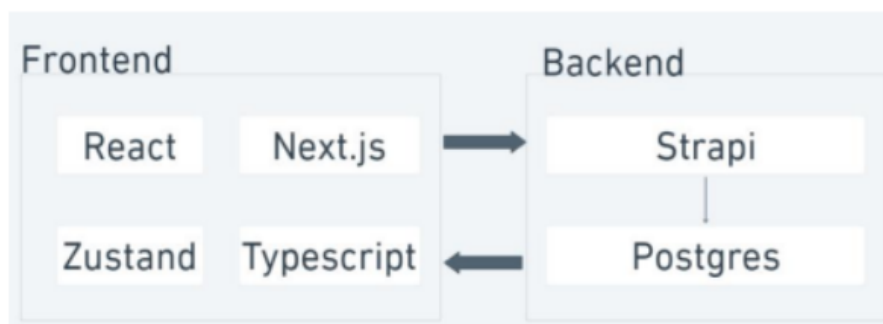 Frontend
React
Next.js
Zustand
Typescript
Backend
Strapi
Postgres